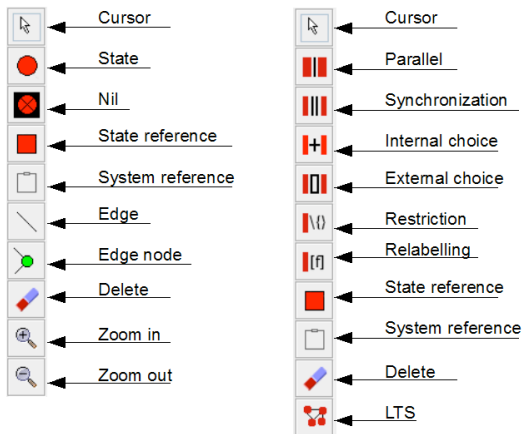 Cursor
State
Nil
State reference
System reference
Edge
Edge node
Delete
Zoom in
Zoom out
Cursor
Parallel
Synchronization
Internal choice
External choice
\{}
Restriction
[f]
Relabelling
State reference
System reference
Delete
LTS